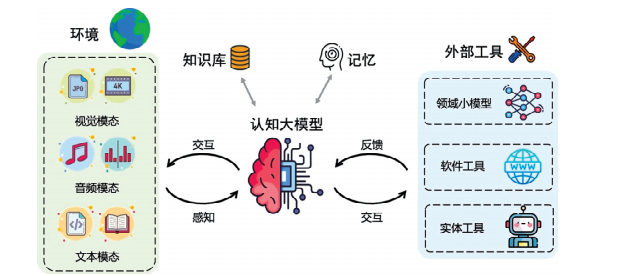 环境
JPG
4K
视觉模态
音频模态
</>
文本模态
知识库
记忆
认知大模型
交互
感知
反馈
交互
外部工具
领域小模型
WWW
软件工具
实体工具